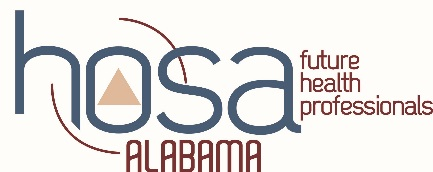 hosa
future
health
professionals
ALABAMA